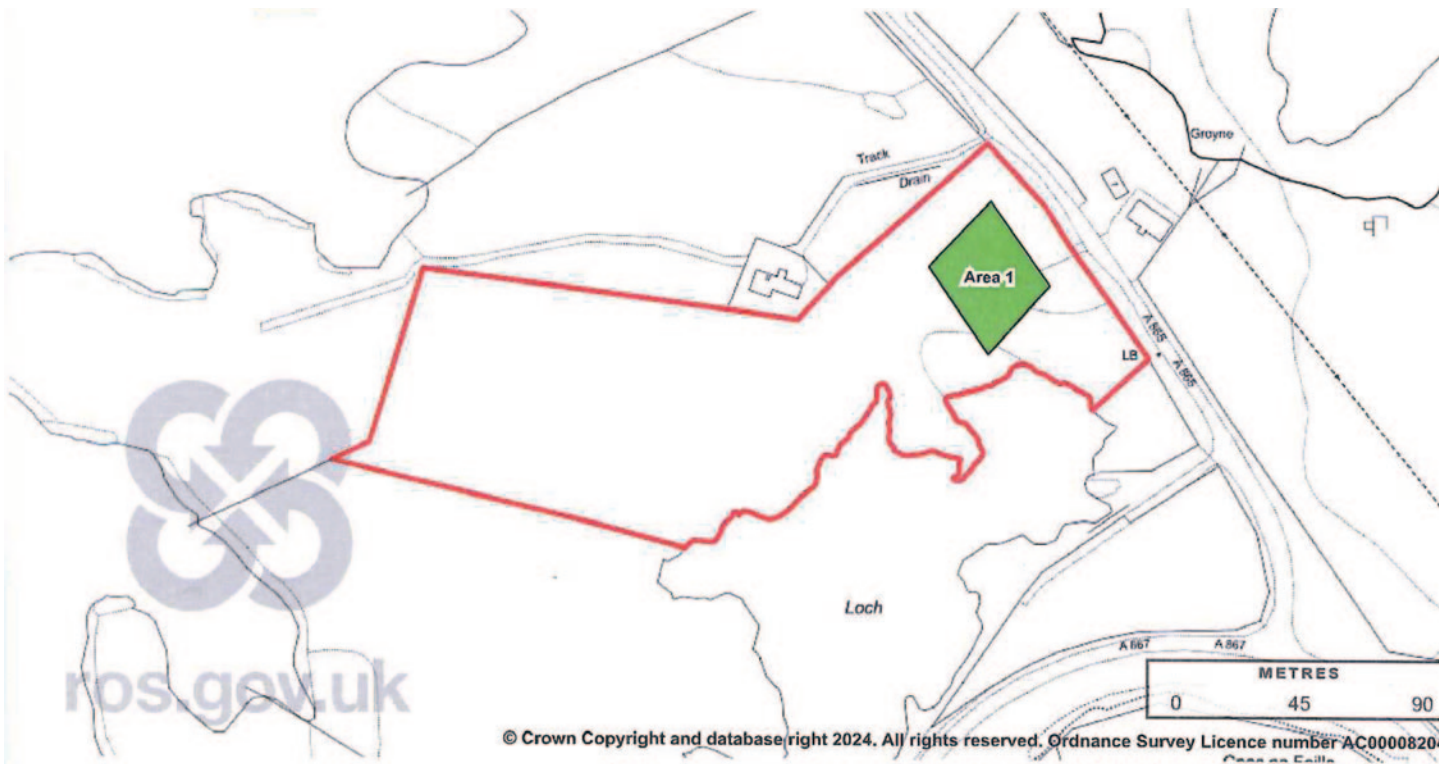 Groyne
Track
Drain
Area 1
A 865
A 865
LB
Loch
A 867
A 867
METRES
0 45 90
ros.gov.uk
© Crown Copyright and database right 2024. All rights reserved. Ordnance Survey Licence number AC00008204